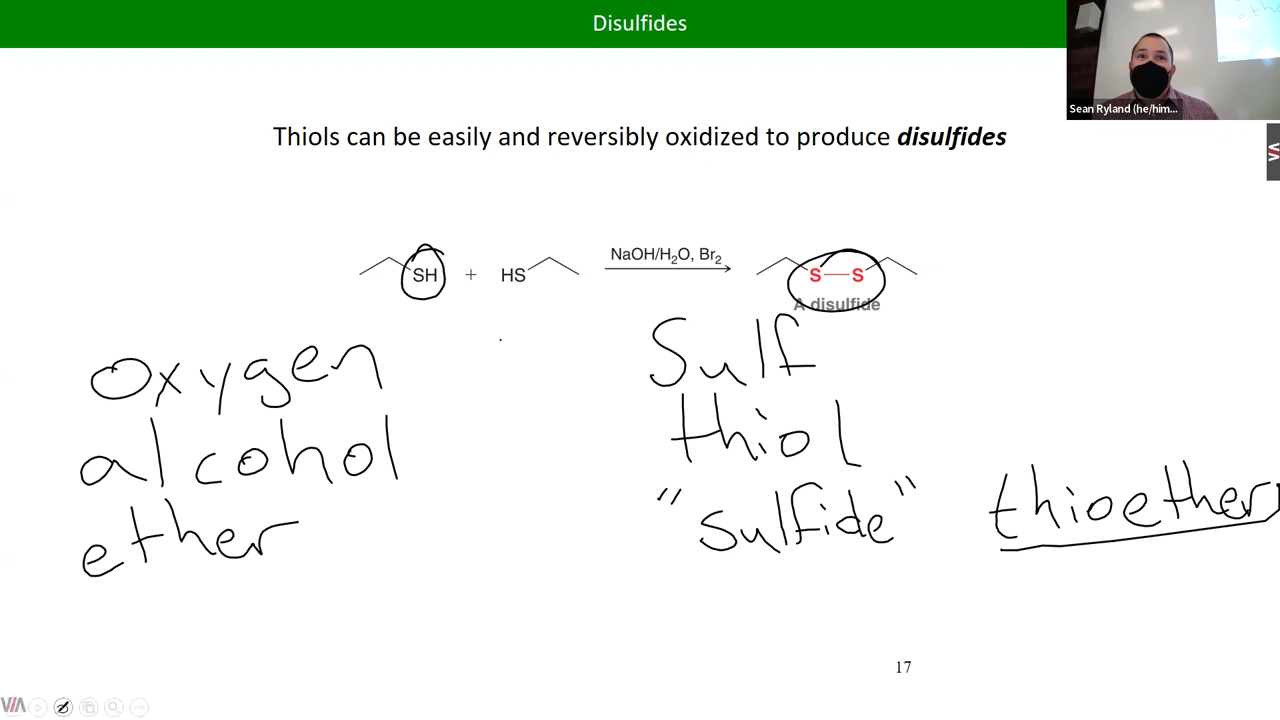 Disulfides
Sean Ryland (he/him...
Thiols can be easily and reversibly oxidized to produce disulfides
SH + HS NaOH/H₂O, Br₂ S S
A disulfide
Oxygen Sulf
alcohol thiol
ether "sulfide" thioether
17
VIA